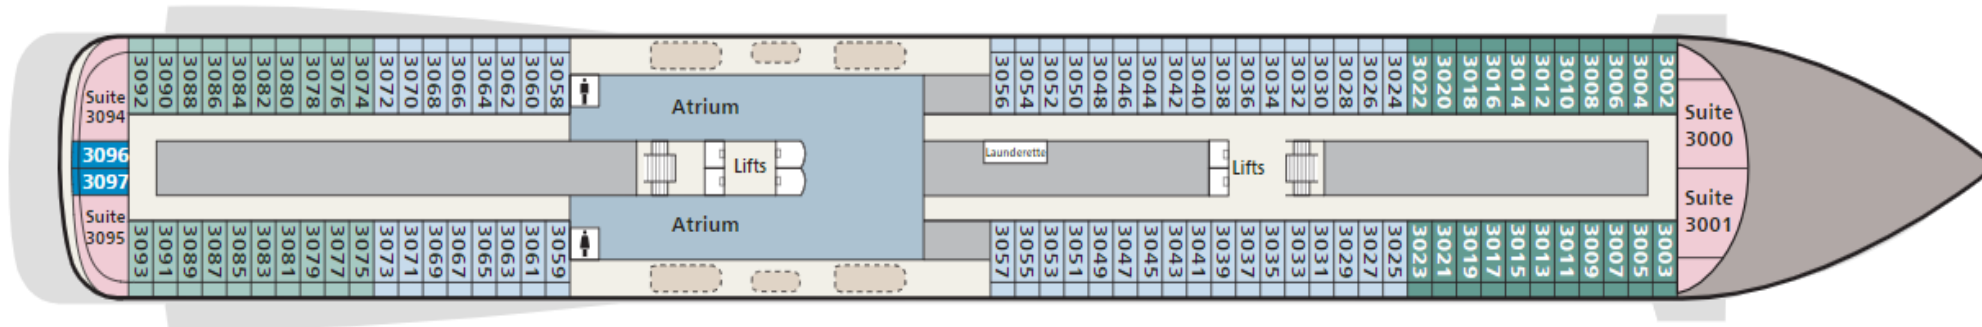 3092 3090 3088 3086 3084 3082 3080 3078 3076 3074 3072 3070 3068 3066 3064 3062 3060 3058
3056 3054 3052 3050 3048 3046 3044 3042 3040 3038 3036 3034 3032 3030 3028 3026 3024 3022 3020 3018 3016 3014 3012 3010 3008 3006 3004 3002
Suite
3094
Atrium
Suite
3000
3096
3097
Lifts
Launderette
Lifts
Suite
3095
Atrium
Suite
3001
3093 3091 3089 3087 3085 3083 3081 3079 3077 3075 3073 3071 3069 3067 3065 3063 3061 3059
3057 3055 3053 3051 3049 3047 3045 3043 3041 3039 3037 3035 3033 3031 3029 3027 3025 3023 3021 3019 3017 3015 3013 3011 3009 3007 3005 3003